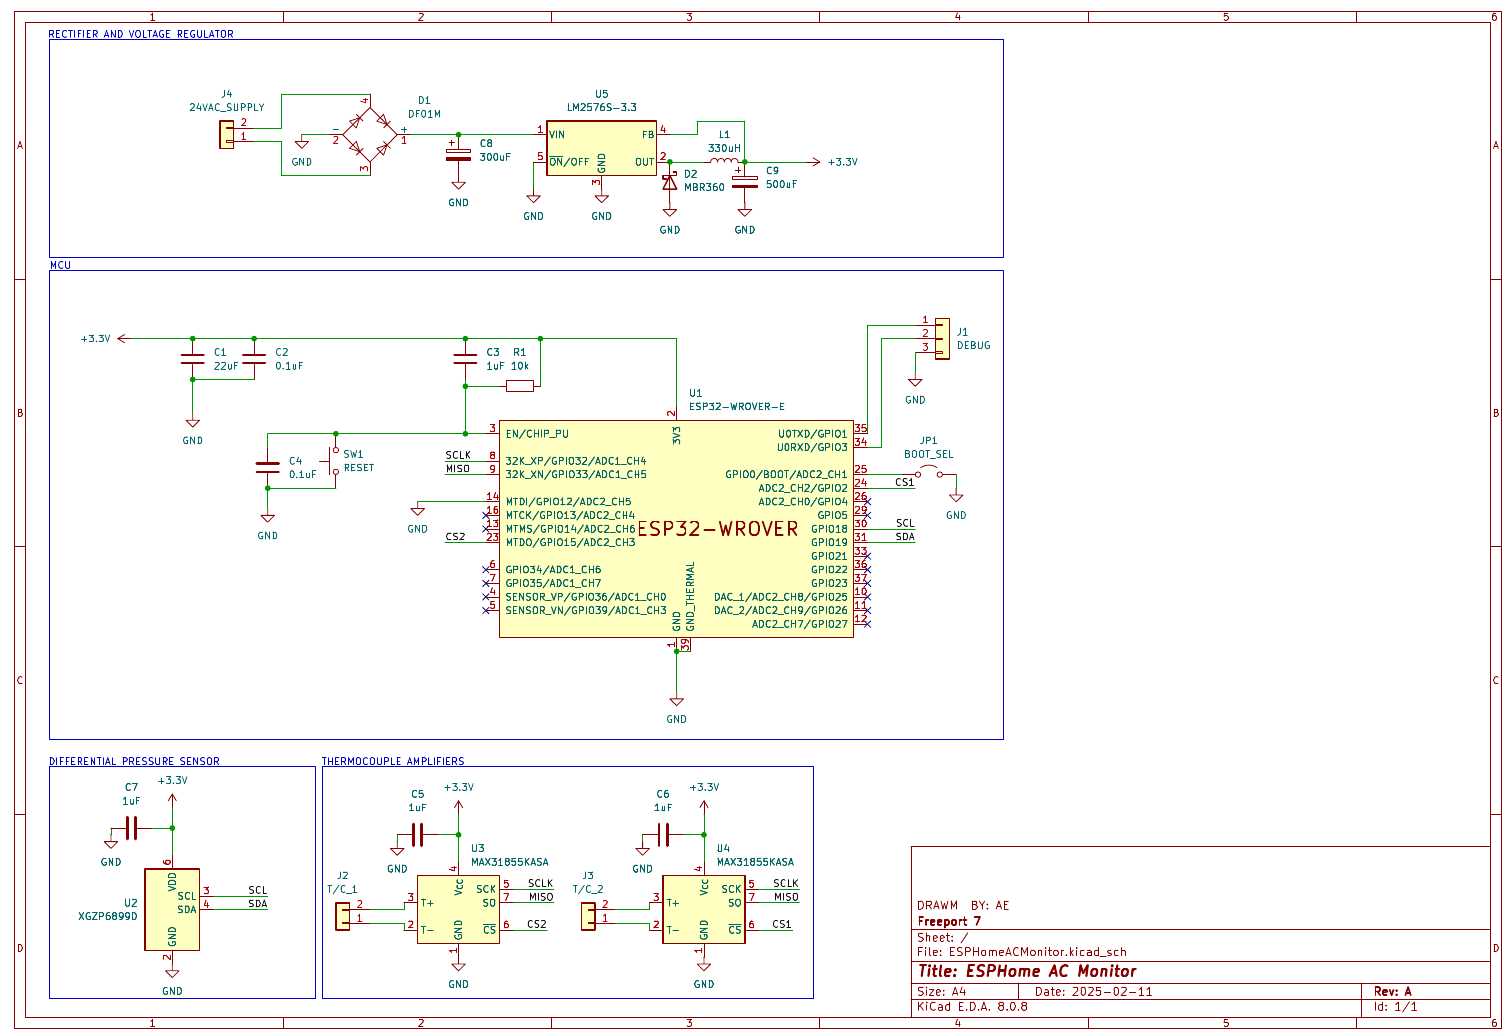 1 2 3 4 5 6
RECTIFIER AND VOLTAGE REGULATOR
J4
24VAC_SUPPLY
2
1
D1
DF01M
4
-
2
+
1
3
GND
C8
300uF
GND
U5
LM2576S-3.3
1 VIN
FB 4
5 ON/OFF
OUT 2
GND
3
GND
GND
L1
330uH
D2
MBR360
GND
C9
500uF
GND
+3.3V
A
A
MCU
+3.3V
C1
22uF
C2
0.1uF
GND
C3
1uF
R1
10k
C4
0.1uF
SW1
RESET
GND
U1
ESP32-WROVER-E
2
3V3
3 EN/CHIP_PU
SCLK 8 32K_XP/GPIO32/ADC1_CH4
MISO 9 32K_XN/GPIO33/ADC1_CH5
14 MTDI/GPIO12/ADC2_CH5
GND
16 MTCK/GPIO13/ADC2_CH4
13 MTMS/GPIO14/ADC2_CH6
CS2 23 MTDO/GPIO15/ADC2_CH3
6 GPIO34/ADC1_CH6
7 GPIO35/ADC1_CH7
4 SENSOR_VP/GPIO36/ADC1_CH0
5 SENSOR_VN/GPIO39/ADC1_CH3
ESP32-WROVER
U0TXD/GPIO1 35
U0RXD/GPIO3 34
GPIO0/BOOT/ADC2_CH1 25
ADC2_CH2/GPIO2 24 CS1
ADC2_CH0/GPIO4 26
GPIO5 29
GPIO18 30 SCL
GPIO19 31 SDA
GPIO21 33
GPIO22 36
GPIO23 37
DAC_1/ADC2_CH8/GPIO25 10
DAC_2/ADC2_CH9/GPIO26 11
ADC2_CH7/GPIO27 12
GND
GND_THERMAL
1
39
GND
1
2
3
J1
DEBUG
GND
JP1
BOOT_SEL
GND
B
B
C
C
DIFFERENTIAL PRESSURE SENSOR
C7
1uF
+3.3V
GND
6
VDD
U2
XGZP6899D
SCL 3 SCL
SDA 4 SDA
GND
2
GND
THERMOCOUPLE AMPLIFIERS
C5
1uF
+3.3V
GND
U3
MAX31855KASA
4
Vcc
J2
T/C_1
2
1
3 T+
2 T-
SCK 5 SCLK
SO 7 MISO
CS 6 CS2
GND
1
GND
C6
1uF
+3.3V
GND
U4
MAX31855KASA
4
Vcc
J3
T/C_2
2
1
3 T+
2 T-
SCK 5 SCLK
SO 7 MISO
CS 6 CS1
GND
1
GND
D
D
DRAWM BY: AE
Freeport 7
Sheet: /
File: ESPHomeACMonitor.kicad_sch
Title: ESPHome AC Monitor
Size: A4 Date: 2025-02-11 Rev: A
KiCad E.D.A. 8.0.8 Id: 1/1
1 2 3 4 5 6